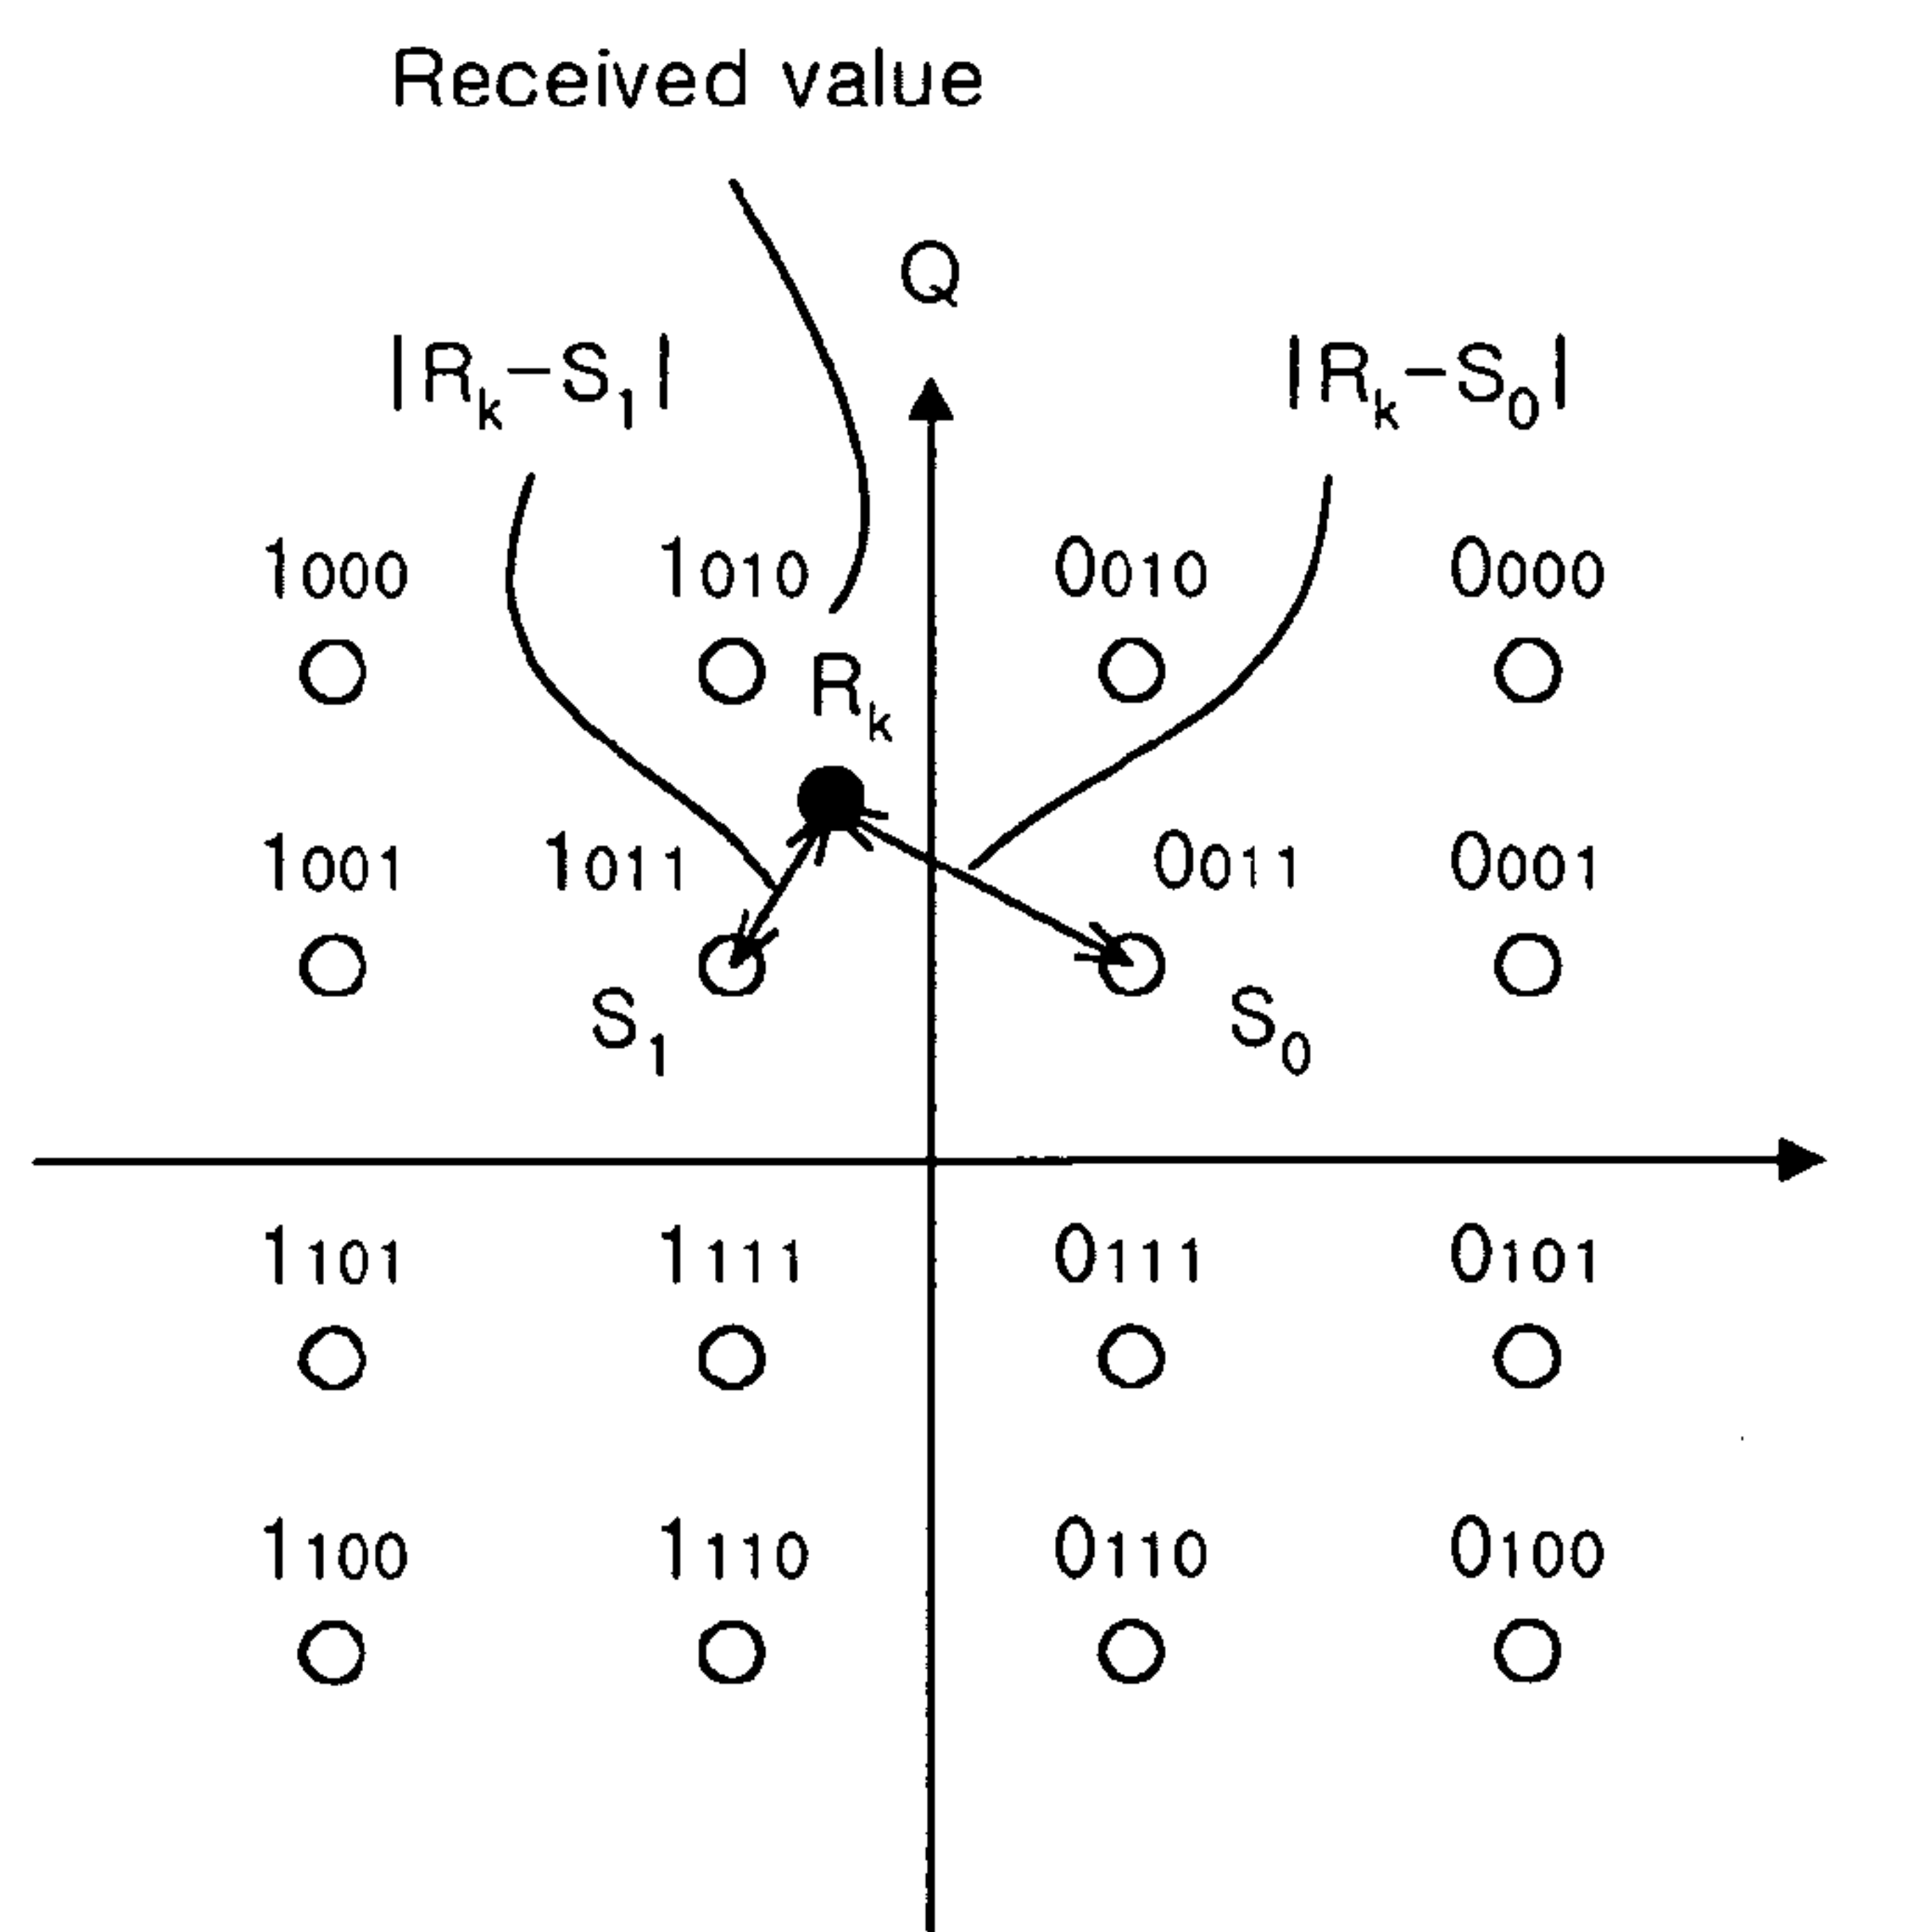 Received value
Q
|Rk−S1| |Rk−S0|
1000 1010 0010 0000
Rk
1001 1011 0011 0001
S1 S0
1101 1111 0111 0101
1100 1110 0110 0100